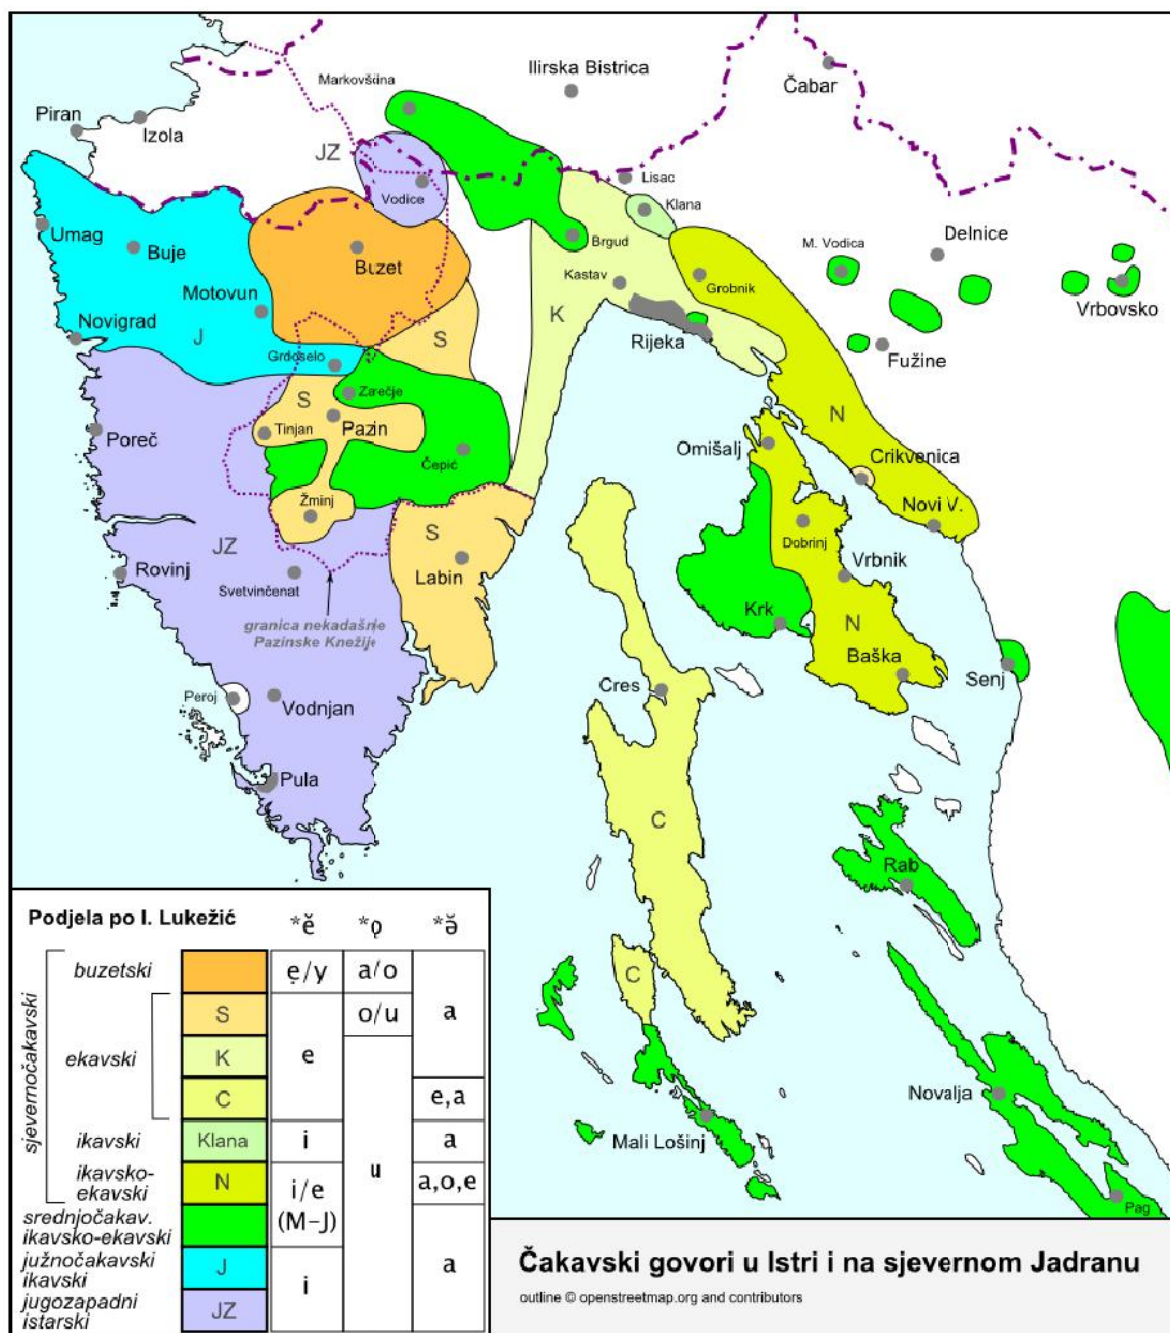 Ilirska Bistrica
Markovščina
Čabar
Piran
Izola
JZ
Lisac
Vodice
Klana
Umag
Buje
Buzet
Brgud
M. Vodica
Delnice
Kastav
Grobnik
Motovun
Vrbovsko
Novigrad
J
K
S
Rijeka
Fužine
Grdoselo
Zarečje
S
Pazin
Tinjan
N
Poreč
Čepić
Omišalj
Crikvenica
Žminj
Novi V.
JZ
S
Dobrinj
Rovinj
Labin
Vrbnik
Svetvinčenat
granica nekadašnje
Pazinske Knežije
Krk
N
Baška
Senj
Cres
Peroj
Vodnjan
Pula
C
Rab
C
Novalja
Mali Lošinj
Pag
Podjela po I. Lukežić
*ě *ǫ *ə̆
sjevernočakavski
buzetski ẹ/y a/o
S o/u a
ekavski K e
C e,a
ikavski Klana i a
ikavsko-
ekavski N i/e u a,o,e
srednjočakav.
ikavsko-ekavski (M-J)
južnočakavski
ikavski J i a
jugozapadni
istarski JZ
Čakavski govori u Istri i na sjevernom Jadranu
outline © openstreetmap.org and contributors